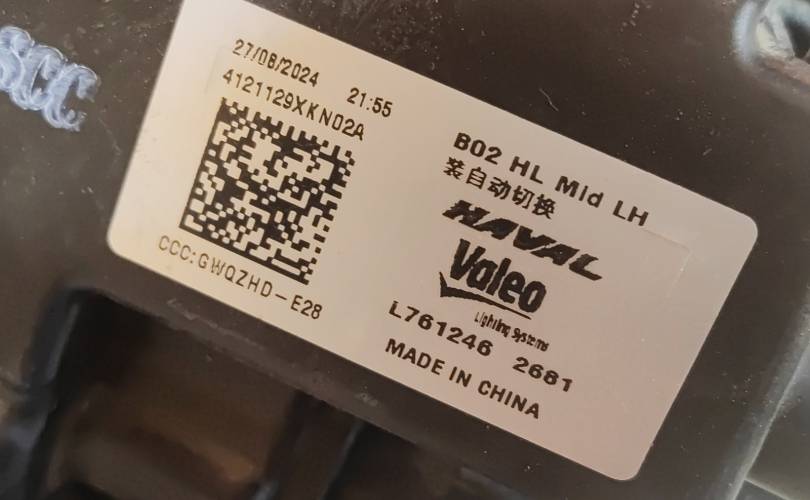 27/08/2024 21:55
4121129XKN02A
CCC:GWQZHD-E28
B02 HL Mid LH
装自动切换
HAVAL
Valeo
Lighting Systems
L761246 2681
MADE IN CHINA